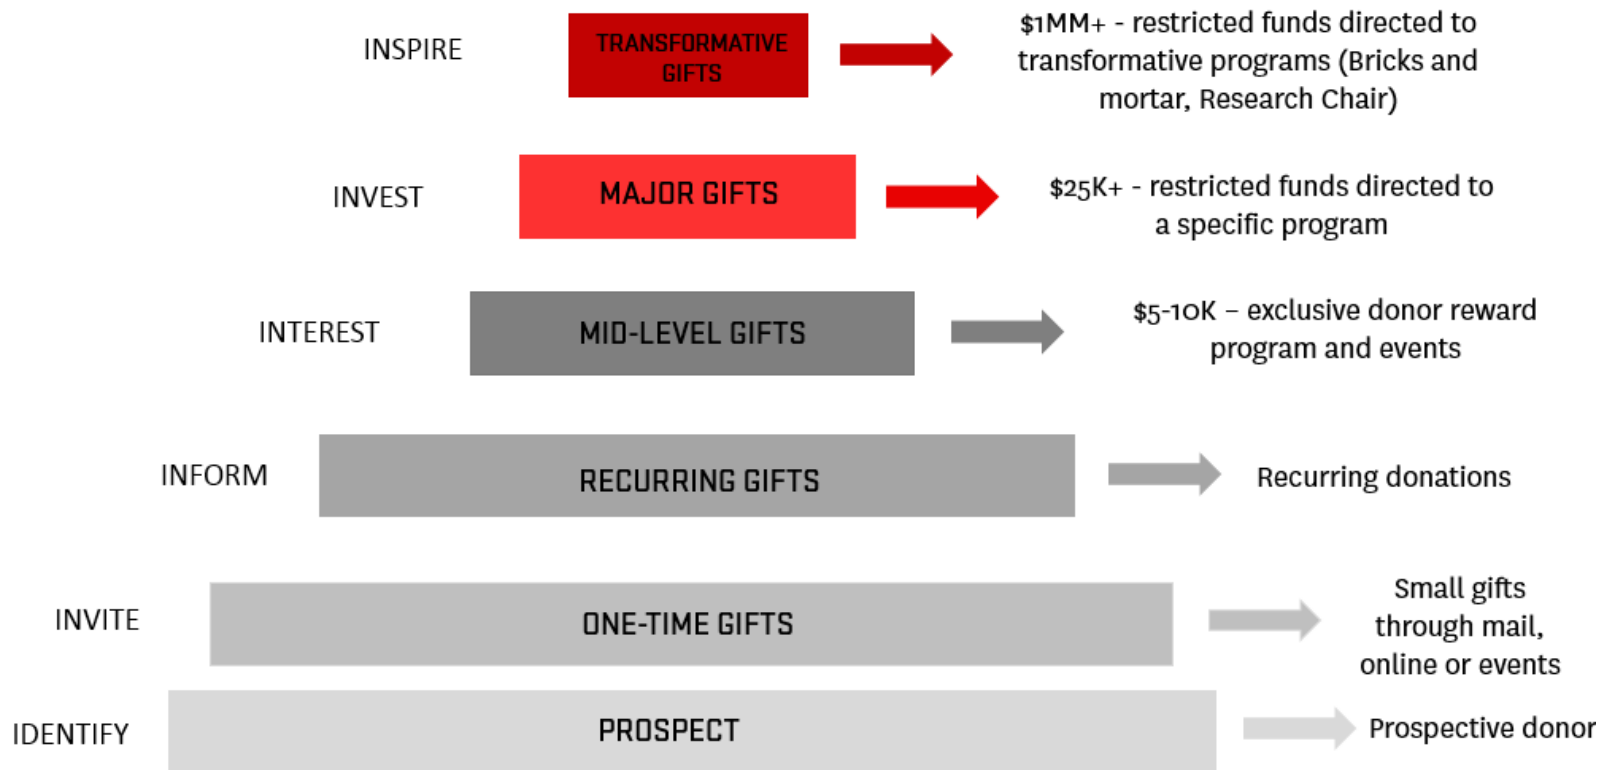 INSPIRE
TRANSFORMATIVE
GIFTS
$1MM+ - restricted funds directed to
transformative programs (Bricks and
mortar, Research Chair)
INVEST
MAJOR GIFTS
$25K+ - restricted funds directed to
a specific program
INTEREST
MID-LEVEL GIFTS
$5-10K – exclusive donor reward
program and events
INFORM
RECURRING GIFTS
Recurring donations
INVITE
ONE-TIME GIFTS
Small gifts
through mail,
online or events
IDENTIFY
PROSPECT
Prospective donor